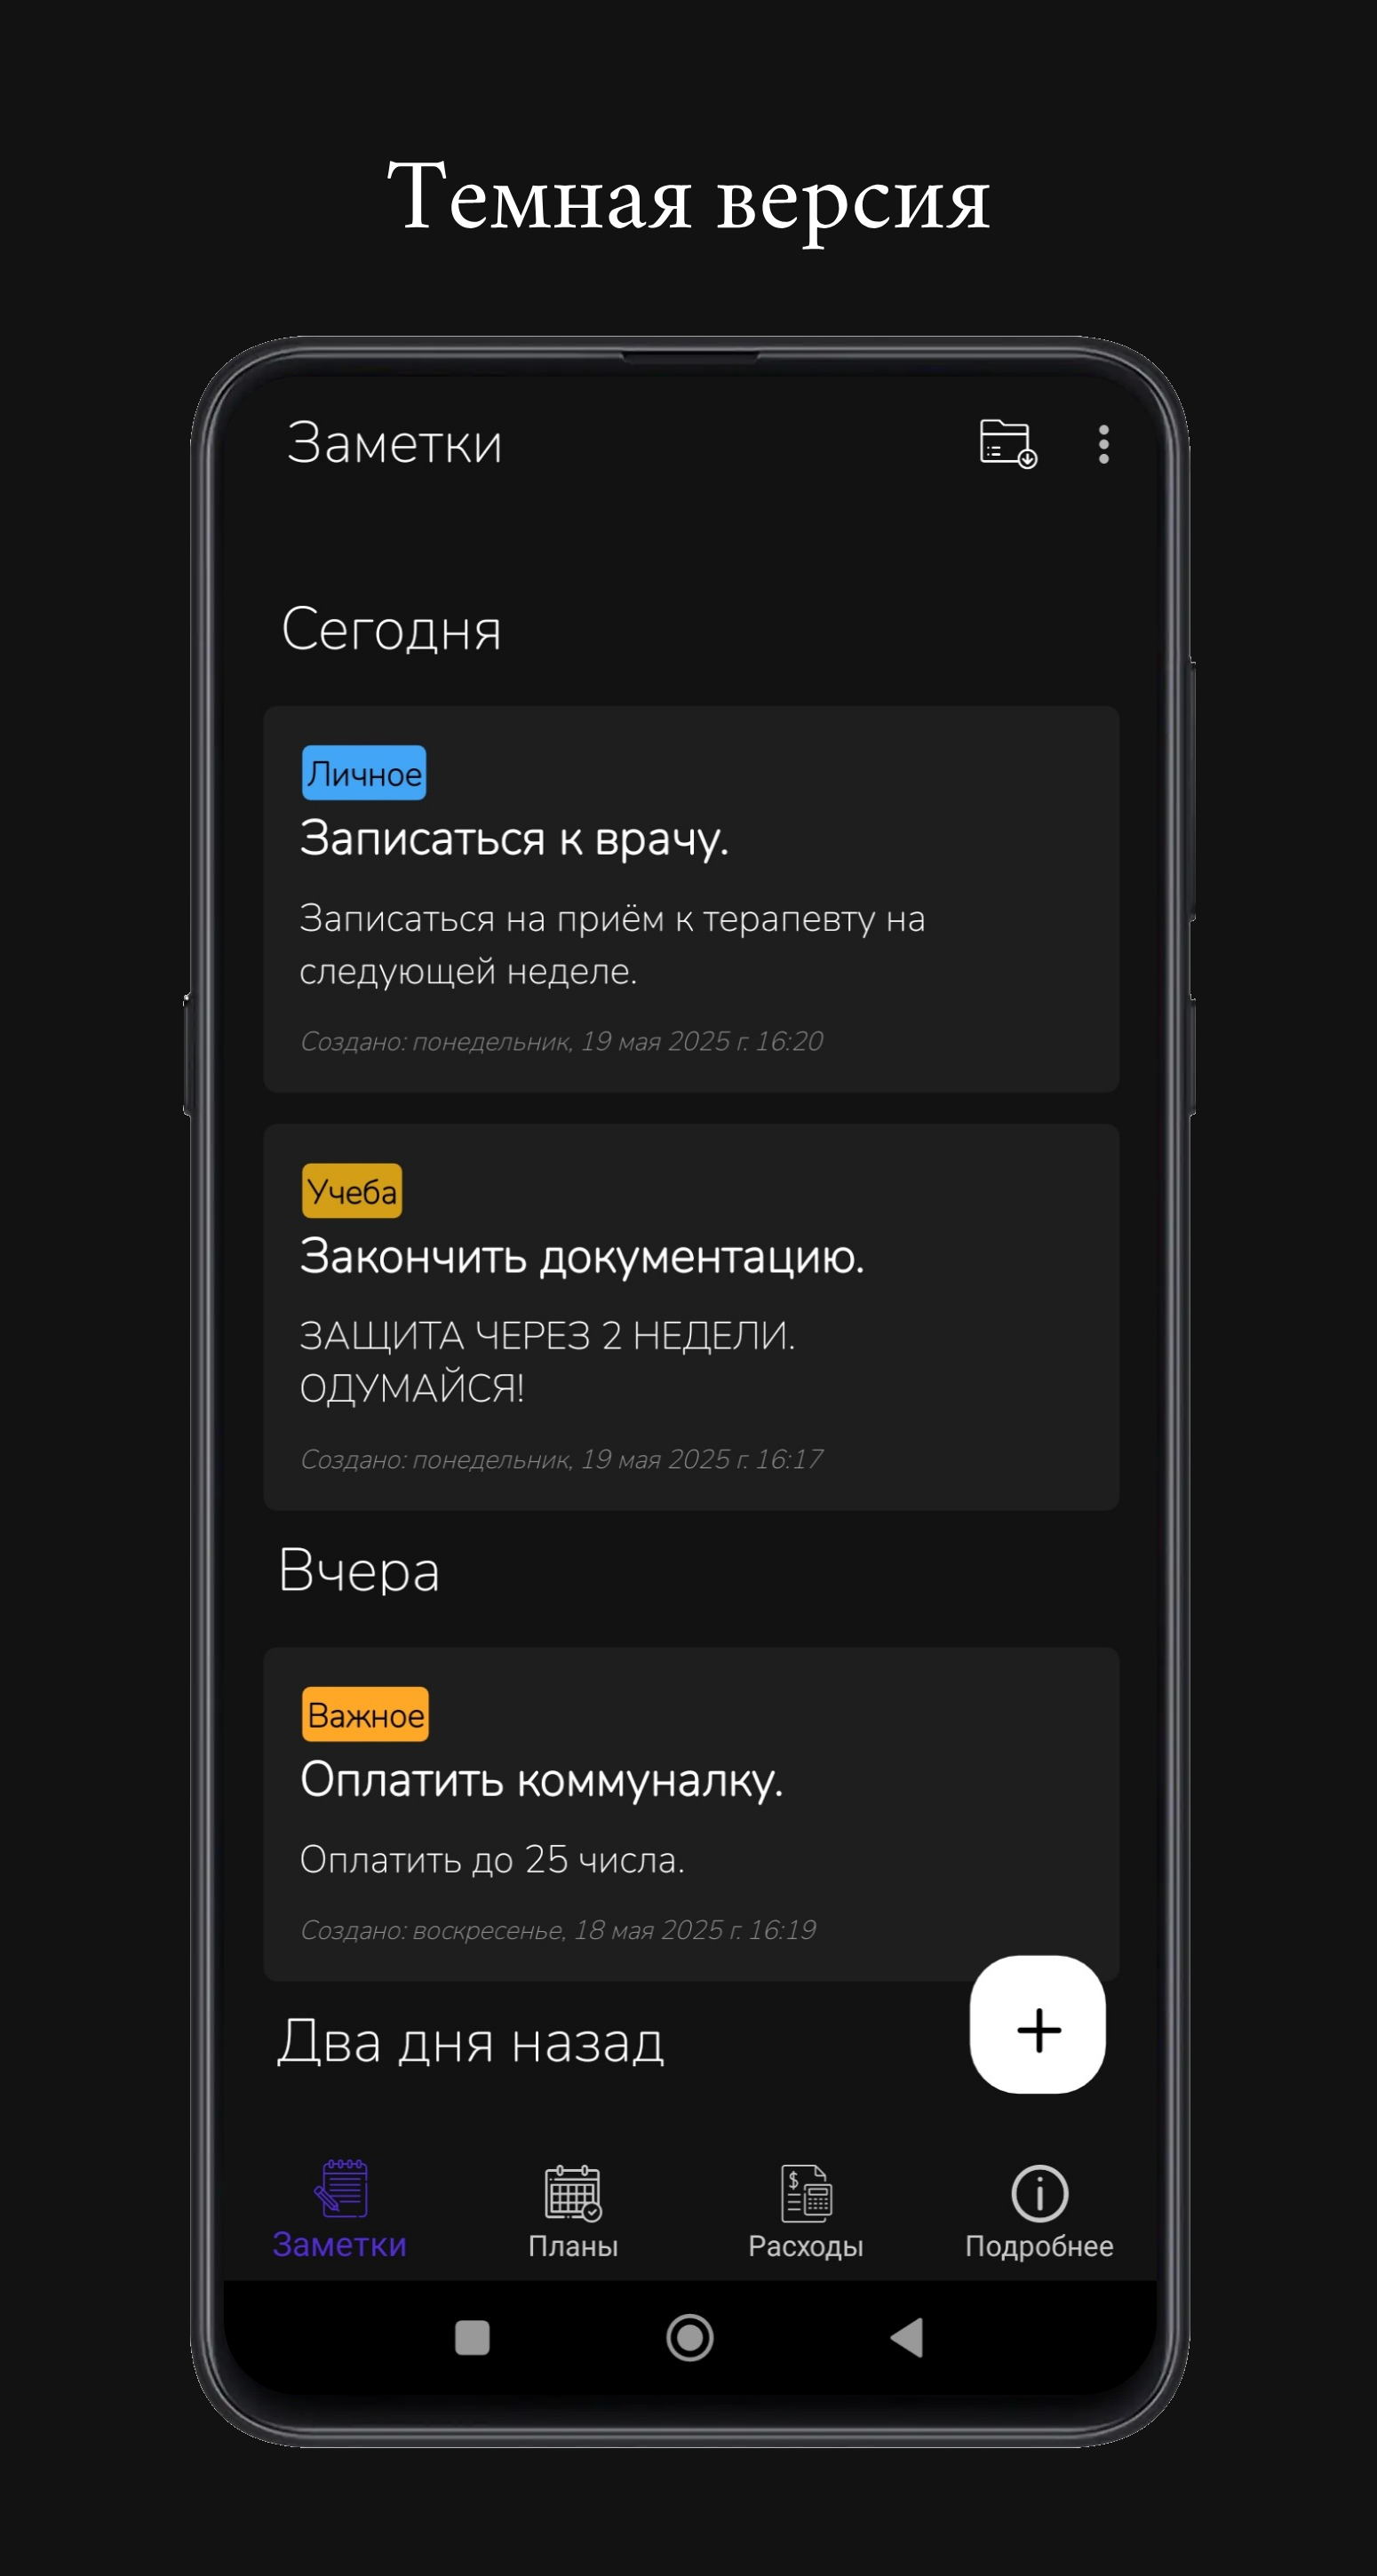 Темная версия
Заметки
Сегодня
Личное
Записаться к врачу.
Записаться на приём к терапевту на
следующей неделе.
Создано: понедельник, 19 мая 2025 г. 16:20
Учеба
Закончить документацию.
ЗАЩИТА ЧЕРЕЗ 2 НЕДЕЛИ.
ОДУМАЙСЯ!
Создано: понедельник, 19 мая 2025 г. 16:17
Вчера
Важное
Оплатить коммуналку.
Оплатить до 25 числа.
Создано: воскресенье, 18 мая 2025 г. 16:19
Два дня назад
Заметки
Планы
Расходы
Подробнее